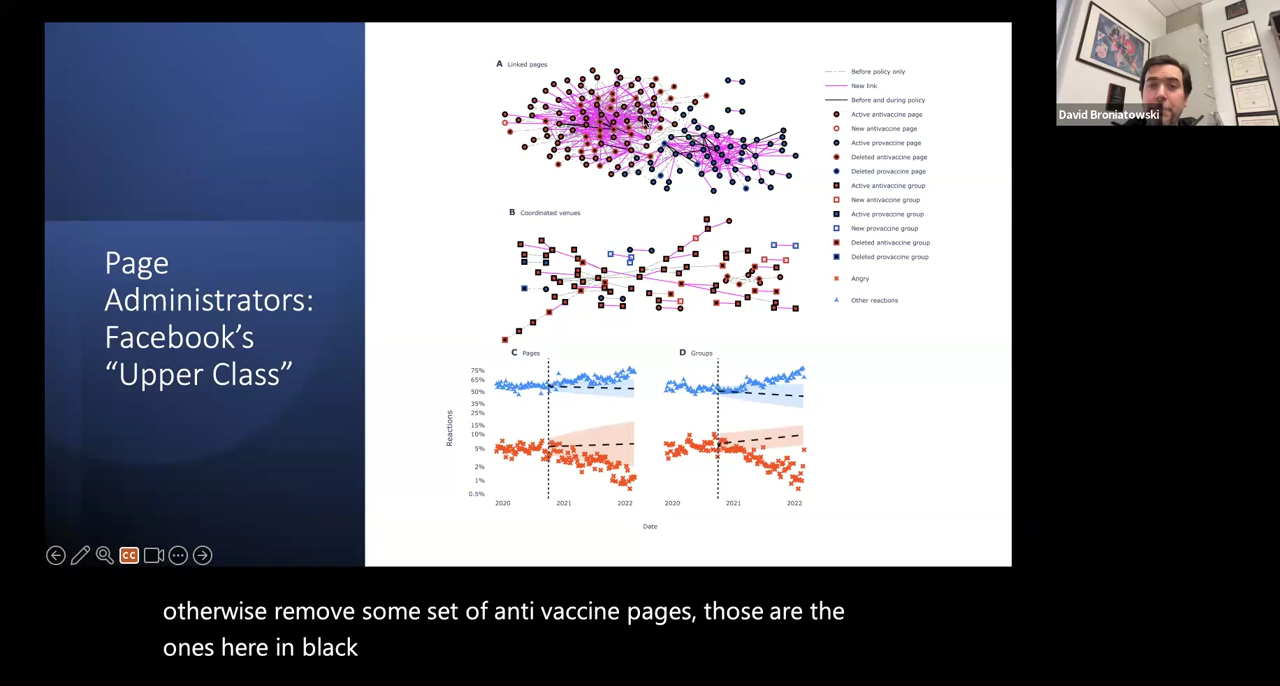 Page
Administrators:
Facebook's
"Upper Class"
A Linked pages
B Coordinated venues
C Pages
D Groups
Reactions
75%
65%
50%
35%
25%
15%
10%
5%
2%
1%
0.5%
2020
2021
2022
2020
2021
2022
Date
Before policy only
New link
Before and during policy
Active antivaccine page
New antivaccine page
Active provaccine page
Deleted antivaccine page
Deleted provaccine page
Active antivaccine group
New antivaccine group
Active provaccine group
New provaccine group
Deleted antivaccine group
Deleted provaccine group
Angry
Other reactions
CC
David Broniatowski
otherwise remove some set of anti vaccine pages, those are the
ones here in black